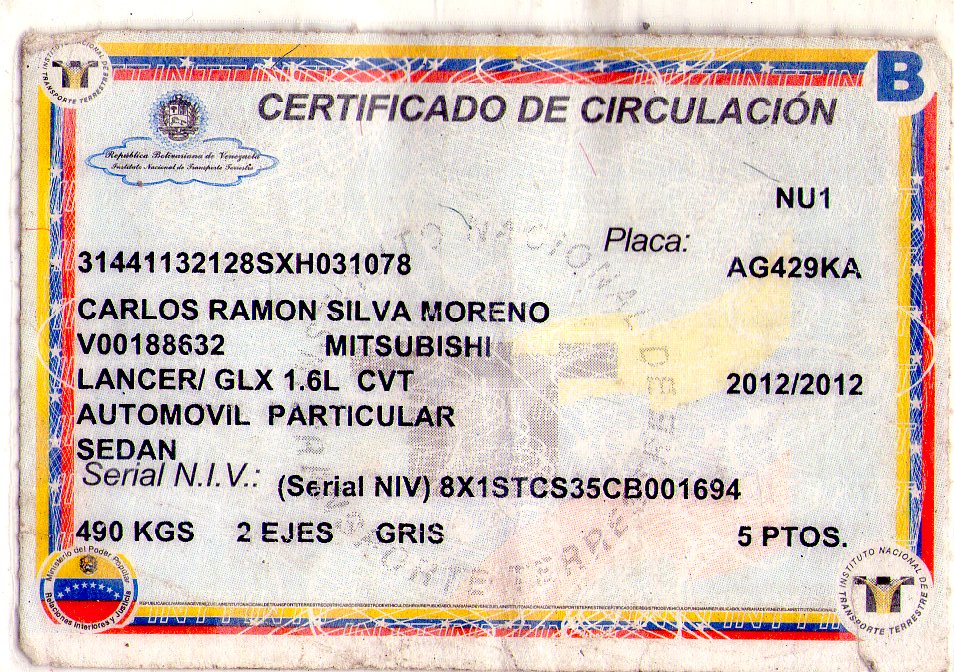 INSTITUTO NACIONAL DE TRANSPORTE TERRESTRE
B
CERTIFICADO DE CIRCULACIÓN
República Bolivariana de Venezuela
Instituto Nacional de Transporte Terrestre
NU1
Placa:
31441132128SXH031078 AG429KA
CARLOS RAMON SILVA MORENO
V00188632 MITSUBISHI
LANCER/ GLX 1.6L CVT 2012/2012
AUTOMOVIL PARTICULAR
SEDAN
Serial N.I.V.: (Serial NIV) 8X1STCS35CB001694
490 KGS 2 EJES GRIS 5 PTOS.
INSTITUTO NACIONAL DE TRANSPORTE TERRESTRE
Ministerio del Poder Popular
Relaciones Interiores y Justicia
INSTITUTO NACIONAL DE TRANSPORTE TERRESTRE